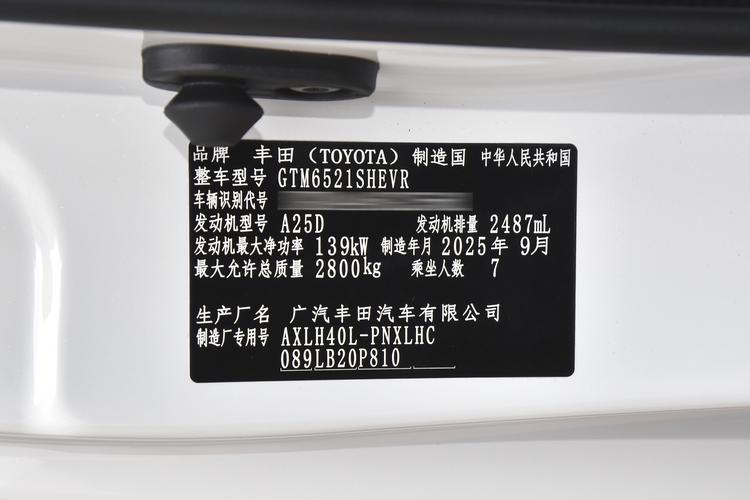 品牌 丰田(TOYOTA) 制造国 中华人民共和国
整车型号 GTM6521SHEVR
车辆识别代号
发动机型号 A25D 发动机排量 2487mL
发动机最大净功率 139kW 制造年月 2025年 9月
最大允许总质量 2800kg 乘坐人数 7
生产厂名 广汽丰田汽车有限公司
制造厂专用号 AXLH40L-PNXLHC
089LB20P810